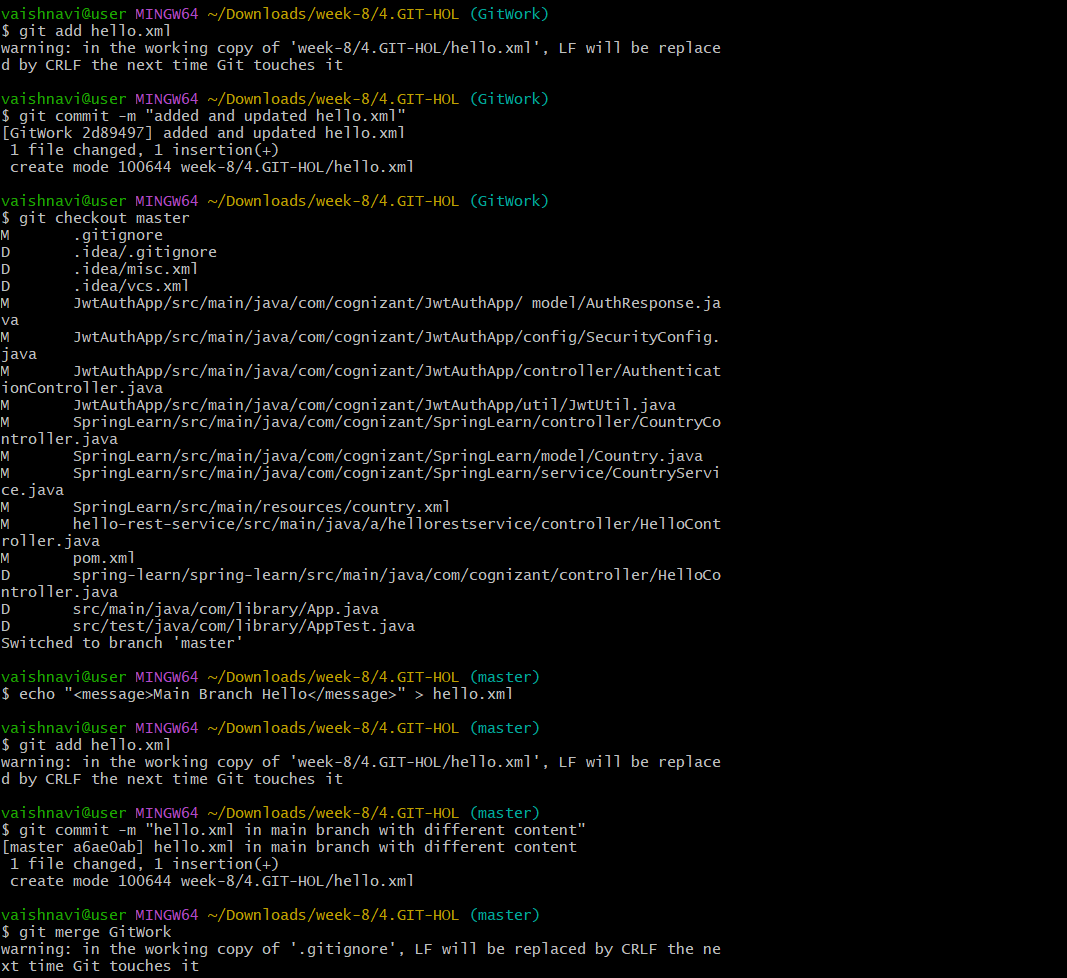 vaishnavi@user MINGW64 ~/Downloads/week-8/4.GIT-HOL (GitWork)
$ git add hello.xml
warning: in the working copy of 'week-8/4.GIT-HOL/hello.xml', LF will be replace
d by CRLF the next time Git touches it
vaishnavi@user MINGW64 ~/Downloads/week-8/4.GIT-HOL (GitWork)
$ git commit -m "added and updated hello.xml"
[GitWork 2d89497] added and updated hello.xml
 1 file changed, 1 insertion(+)
 create mode 100644 week-8/4.GIT-HOL/hello.xml
vaishnavi@user MINGW64 ~/Downloads/week-8/4.GIT-HOL (GitWork)
$ git checkout master
M       .gitignore
D       .idea/.gitignore
D       .idea/misc.xml
D       .idea/vcs.xml
M       JwtAuthApp/src/main/java/com/cognizant/JwtAuthApp/ model/AuthResponse.ja
va
M       JwtAuthApp/src/main/java/com/cognizant/JwtAuthApp/config/SecurityConfig.
java
M       JwtAuthApp/src/main/java/com/cognizant/JwtAuthApp/controller/Authenticat
ionController.java
M       JwtAuthApp/src/main/java/com/cognizant/JwtAuthApp/util/JwtUtil.java
M       SpringLearn/src/main/java/com/cognizant/SpringLearn/controller/CountryCo
ntroller.java
M       SpringLearn/src/main/java/com/cognizant/SpringLearn/model/Country.java
M       SpringLearn/src/main/java/com/cognizant/SpringLearn/service/CountryServi
ce.java
M       SpringLearn/src/main/resources/country.xml
M       hello-rest-service/src/main/java/a/hellorestservice/controller/HelloCont
roller.java
M       pom.xml
D       spring-learn/spring-learn/src/main/java/com/cognizant/controller/HelloCo
ntroller.java
D       src/main/java/com/library/App.java
D       src/test/java/com/library/AppTest.java
Switched to branch 'master'
vaishnavi@user MINGW64 ~/Downloads/week-8/4.GIT-HOL (master)
$ echo "<message>Main Branch Hello</message>" > hello.xml
vaishnavi@user MINGW64 ~/Downloads/week-8/4.GIT-HOL (master)
$ git add hello.xml
warning: in the working copy of 'week-8/4.GIT-HOL/hello.xml', LF will be replace
d by CRLF the next time Git touches it
vaishnavi@user MINGW64 ~/Downloads/week-8/4.GIT-HOL (master)
$ git commit -m "hello.xml in main branch with different content"
[master a6ae0ab] hello.xml in main branch with different content
 1 file changed, 1 insertion(+)
 create mode 100644 week-8/4.GIT-HOL/hello.xml
vaishnavi@user MINGW64 ~/Downloads/week-8/4.GIT-HOL (master)
$ git merge GitWork
warning: in the working copy of '.gitignore', LF will be replaced by CRLF the ne
xt time Git touches it